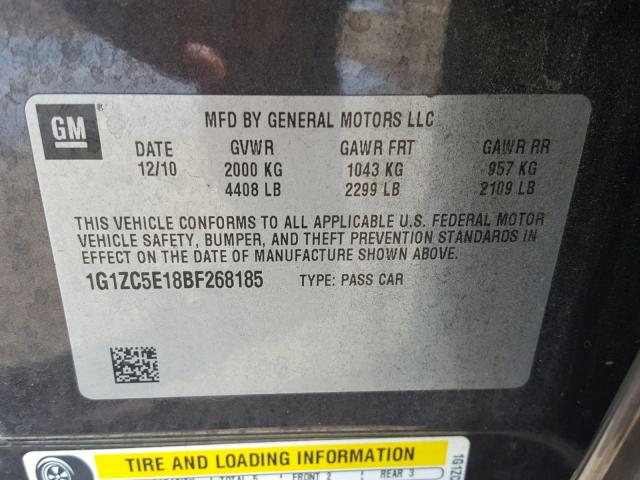 GM
®
MFD BY GENERAL MOTORS LLC
DATE GVWR GAWR FRT GAWR RR
12/10 2000 KG 1043 KG 957 KG
4408 LB 2299 LB 2109 LB
THIS VEHICLE CONFORMS TO ALL APPLICABLE U.S. FEDERAL MOTOR
VEHICLE SAFETY, BUMPER, AND THEFT PREVENTION STANDARDS IN
EFFECT ON THE DATE OF MANUFACTURE SHOWN ABOVE.
1G1ZC5E18BF268185 TYPE: PASS CAR
TIRE AND LOADING INFORMATION
TOTAL 5 FRONT 2 REAR 3
1G1ZC